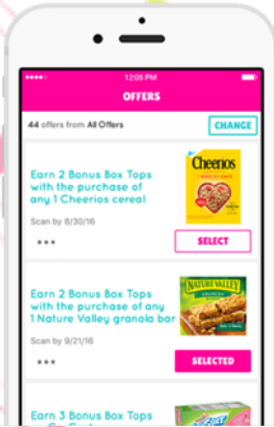 12:05 PM
OFFERS
44 offers from All Offers
CHANGE
Earn 2 Bonus Box Tops
with the purchase of
any 1 Cheerios cereal
Scan by 8/30/16
Cheerios
SELECT
Earn 2 Bonus Box Tops
with the purchase of any
1 Nature Valley granola bar
Scan by 9/21/16
NATURE VALLEY
CRUNCHY
SELECTED
Earn 3 Bonus Box Tops